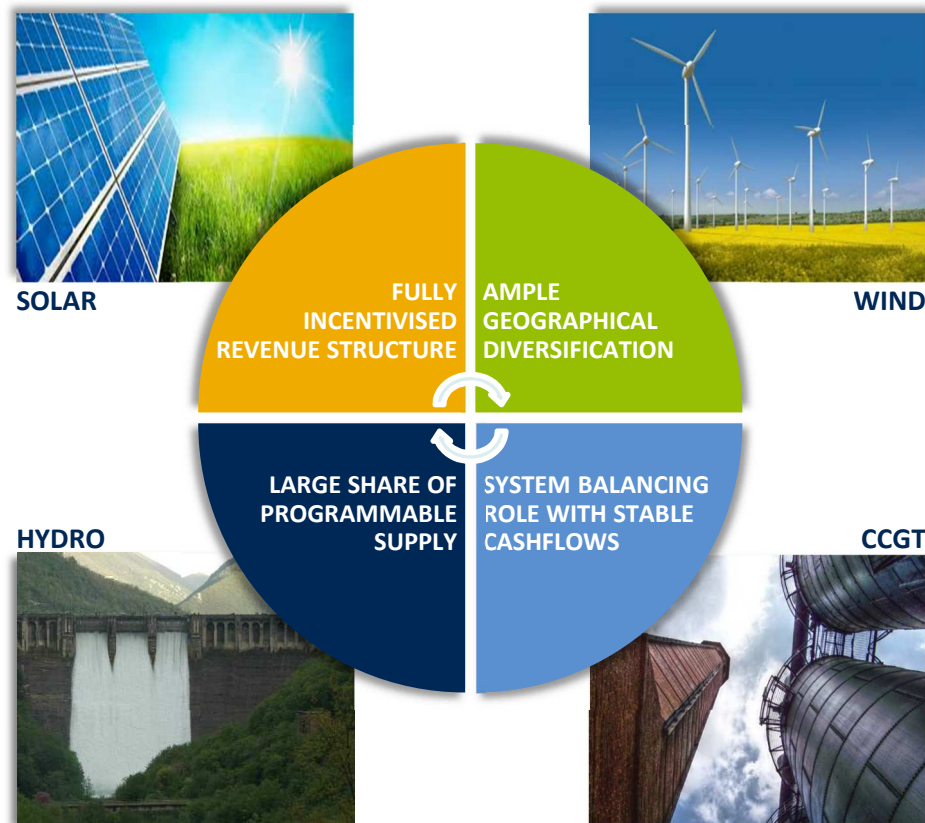 SOLAR
WIND
FULLY
INCENTIVISED
REVENUE STRUCTURE
AMPLE
GEOGRAPHICAL
DIVERSIFICATION
LARGE SHARE OF
PROGRAMMABLE
SUPPLY
SYSTEM BALANCING
ROLE WITH STABLE
CASHFLOWS
HYDRO
CCGT